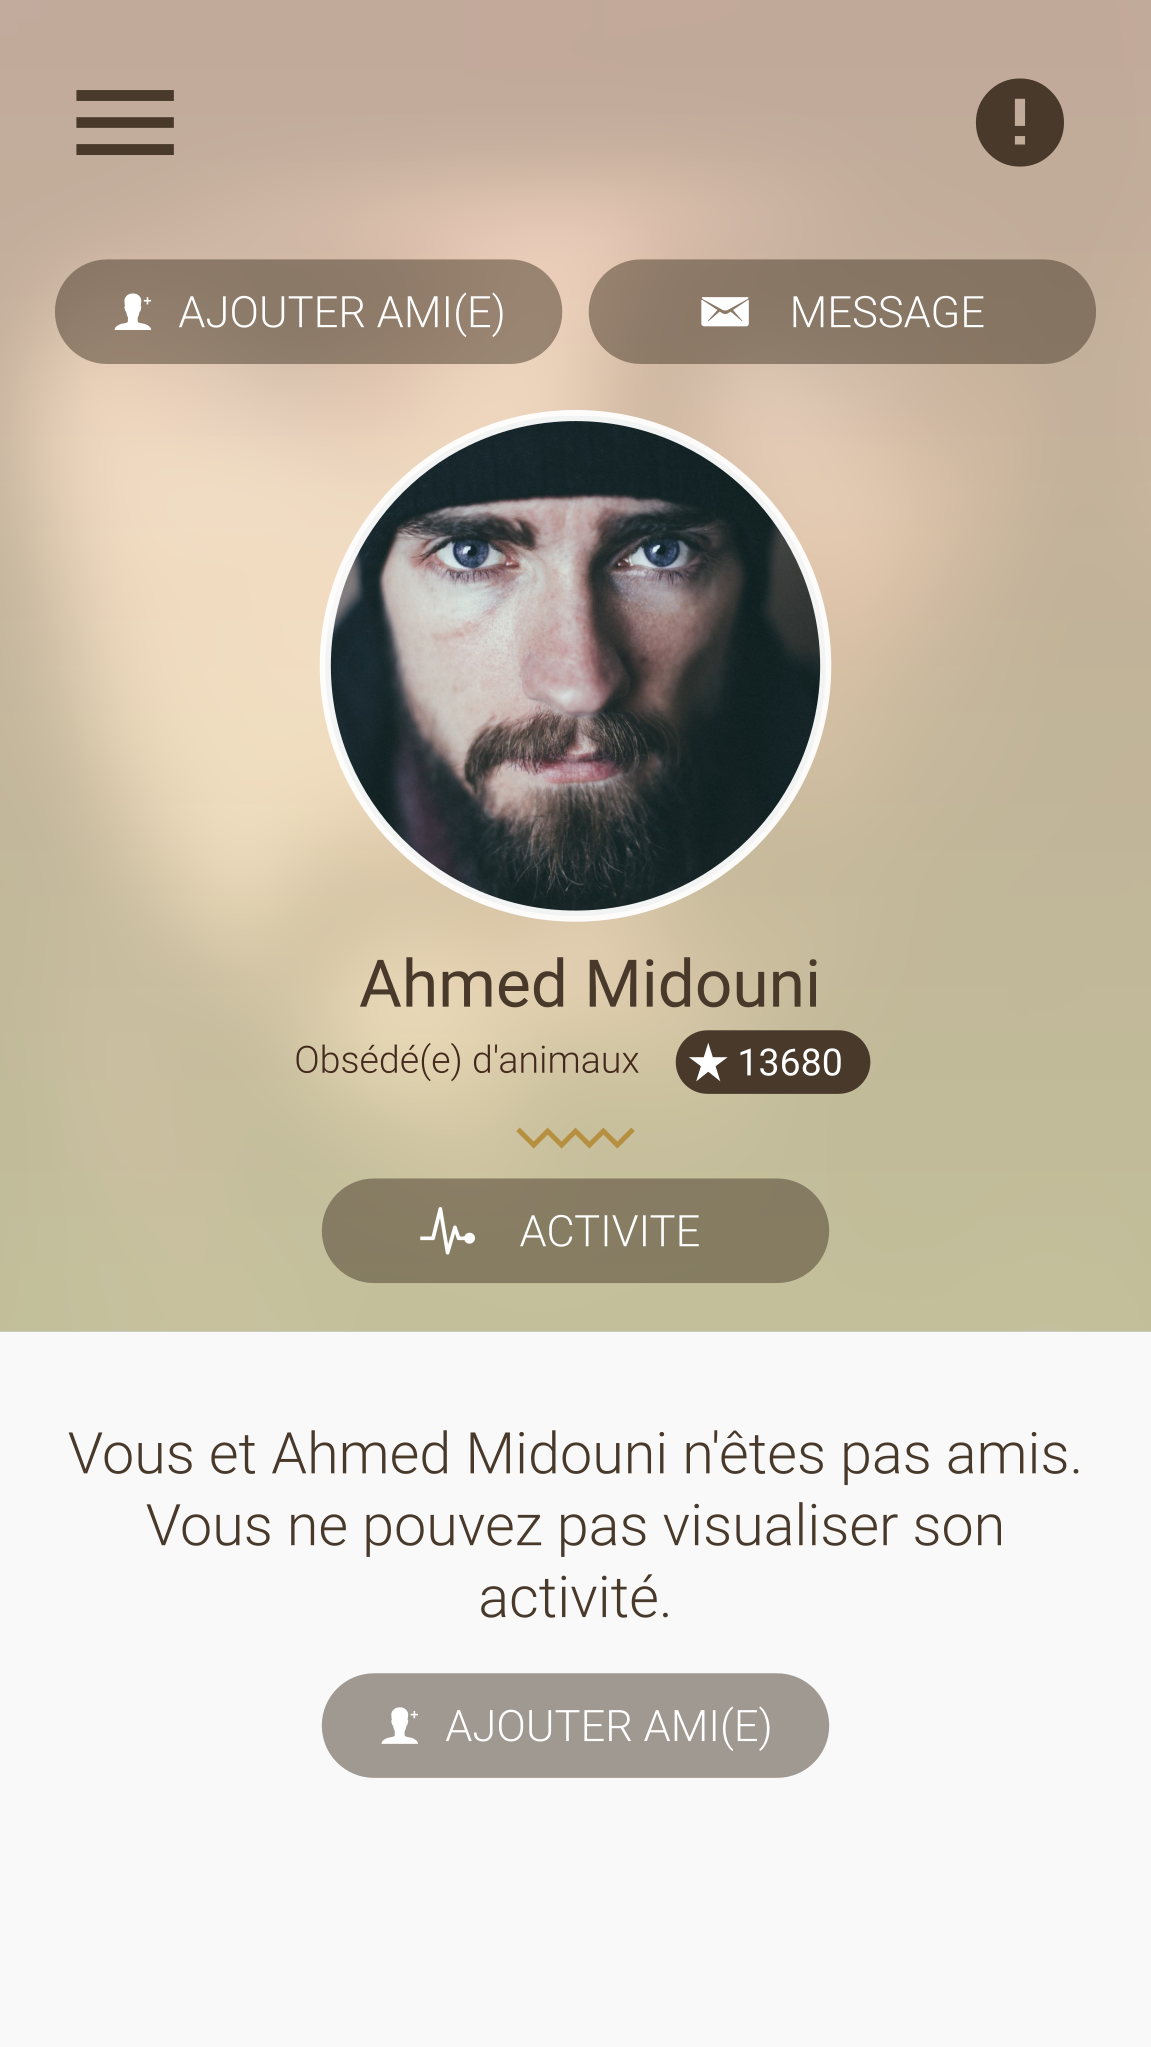 AJOUTER AMI(E)
MESSAGE
Ahmed Midouni
Obsédé(e) d'animaux
13680
ACTIVITE
Vous et Ahmed Midouni n'êtes pas amis.
Vous ne pouvez pas visualiser son
activité.
AJOUTER AMI(E)